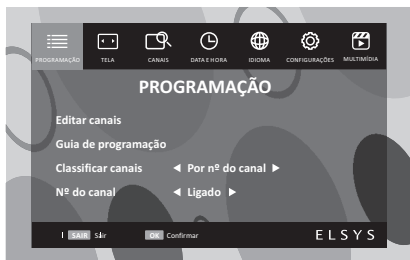 PROGRAMAÇÃO TELA CANAIS DATA E HORA IDIOMA CONFIGURAÇÕES MULTIMÍDIA
PROGRAMAÇÃO
Editar canais
Guia de programação
Classificar canais ◀ Por nº do canal ▶
Nº do canal ◀ Ligado ▶
SAIR Sair OK Confirmar ELSYS